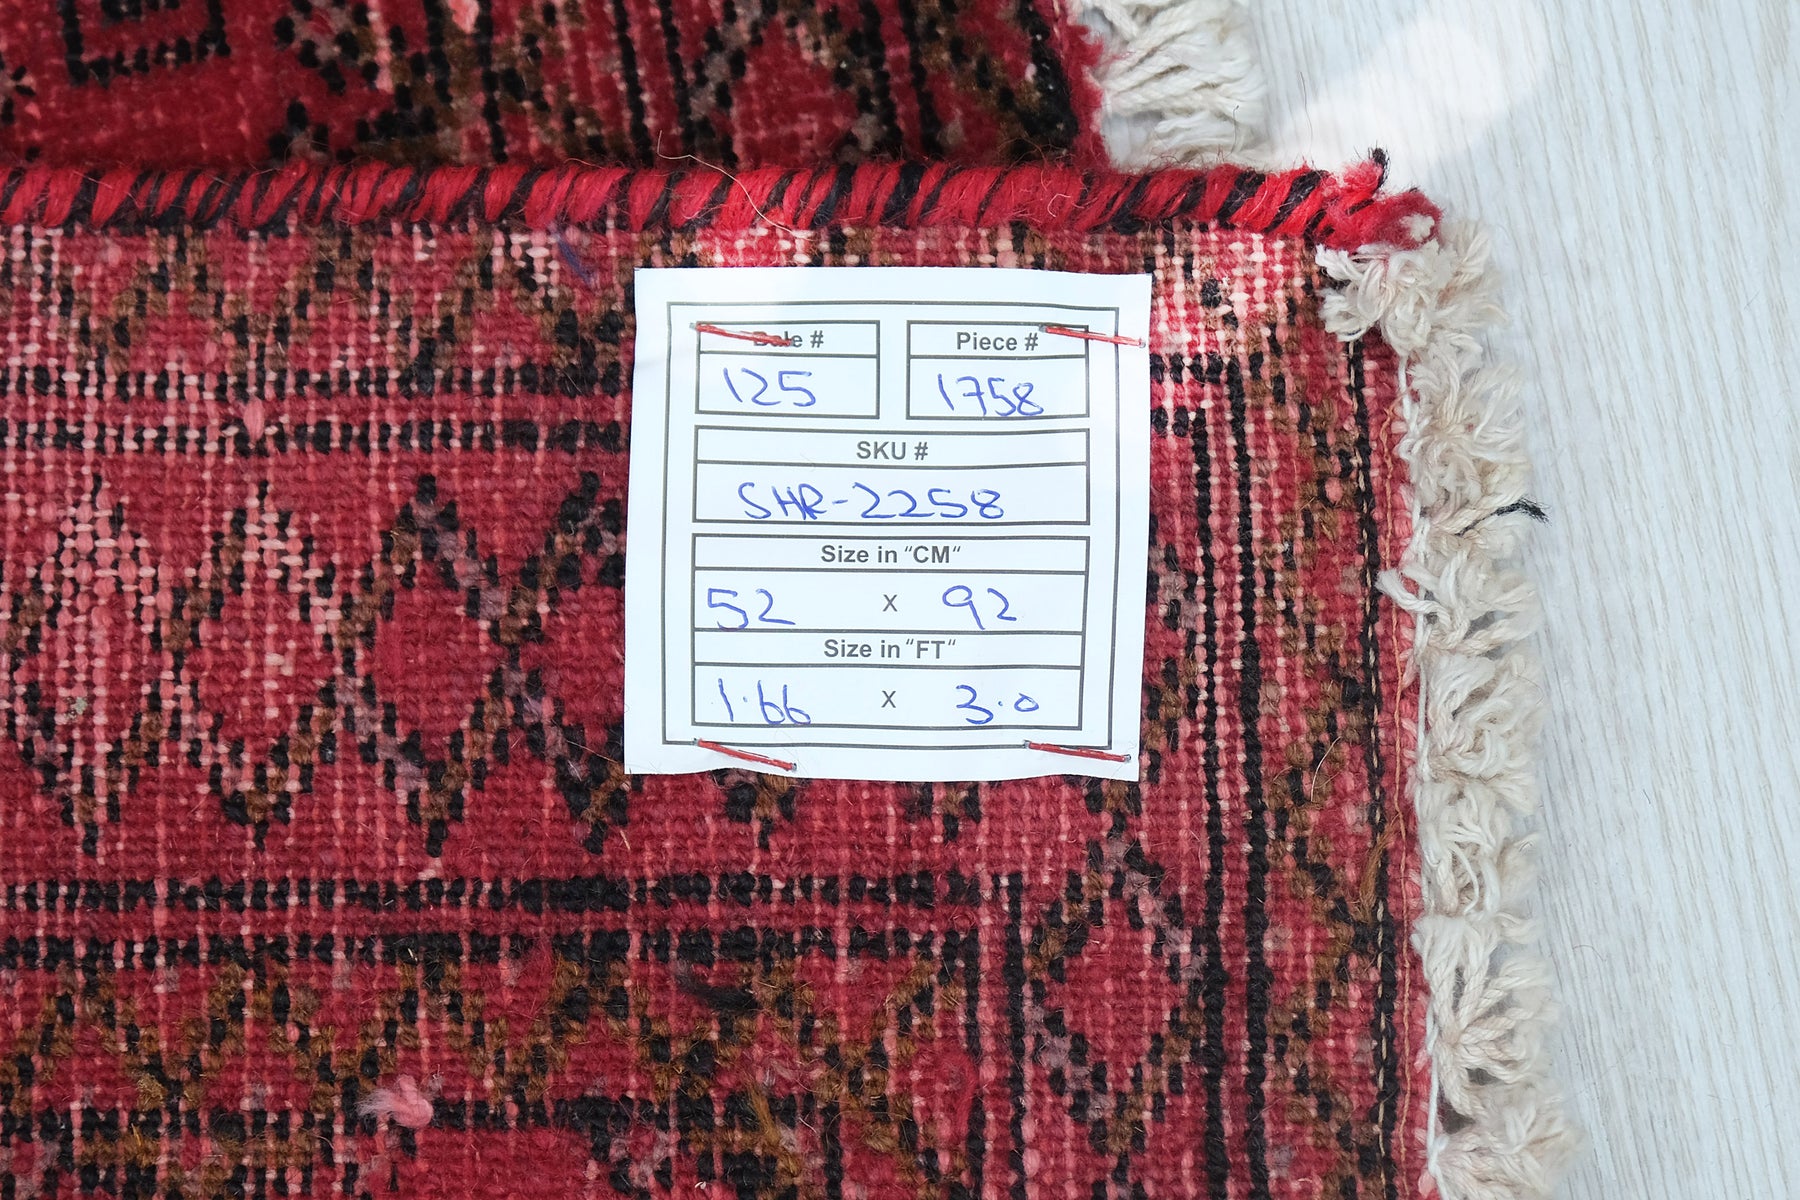 Bale # Piece #
125 1758
SKU #
SHR-2258
Size in "CM"
52 x 92
Size in "FT"
1.66 x 3.0